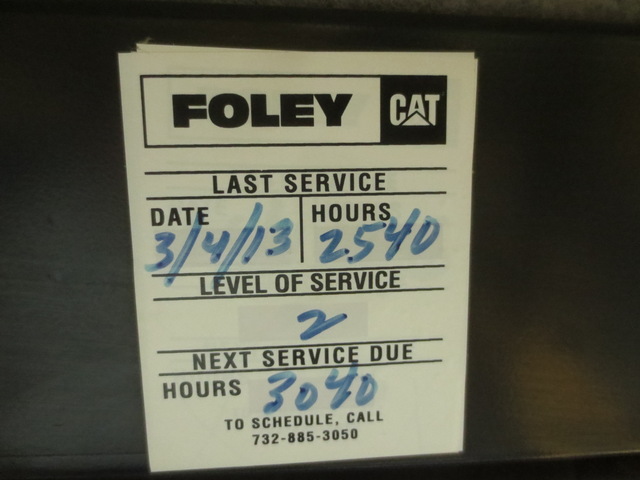 FOLEY CAT
LAST SERVICE
DATE HOURS
3/4/13 2540
LEVEL OF SERVICE
2
NEXT SERVICE DUE
HOURS 3040
TO SCHEDULE, CALL
732-885-3050